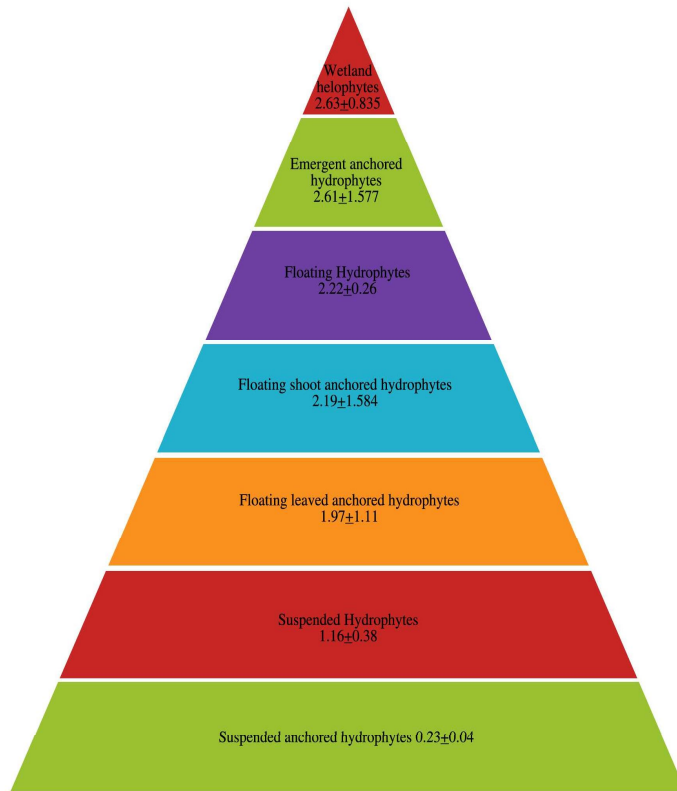 Wetland
helophytes
2.63±0.835
Emergent anchored
hydrophytes
2.61±1.577
Floating Hydrophytes
2.22±0.26
Floating shoot anchored hydrophytes
2.19±1.584
Floating leaved anchored hydrophytes
1.97±1.11
Suspended Hydrophytes
1.16±0.38
Suspended anchored hydrophytes 0.23±0.04